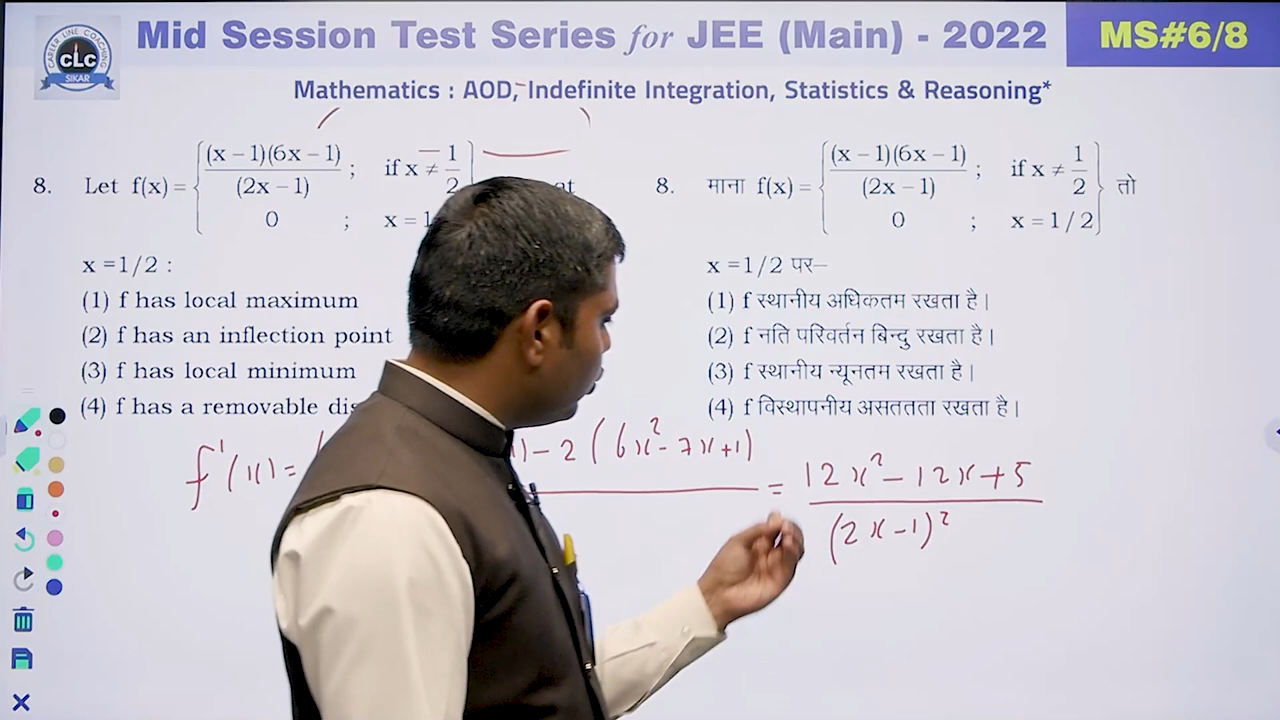 CAREER LINE COACHING
CLC
SIKAR
Mid Session Test Series for JEE (Main) - 2022
MS#6/8
Mathematics : AOD, Indefinite Integration, Statistics & Reasoning*
8. Let f(x) = { (x – 1)(6x – 1) / (2x – 1) ; if x ≠ 1/2
0 ; x = 1
at
x =1/2 :
(1) f has local maximum
(2) f has an inflection point
(3) f has local minimum
(4) f has a removable
8. माना f(x) = { (x – 1)(6x – 1) / (2x – 1) ; if x ≠ 1/2
0 ; x = 1 / 2 } तो
x =1/2 पर–
(1) f स्थानीय अधिकतम रखता है।
(2) f नति परिवर्तन बिन्दु रखता है।
(3) f स्थानीय न्यूनतम रखता है।
(4) f विस्थापनीय असततता रखता है।
f'(x) = ) – 2 (6x² – 7x + 1) = 12x² – 12x + 5 / (2x – 1)²